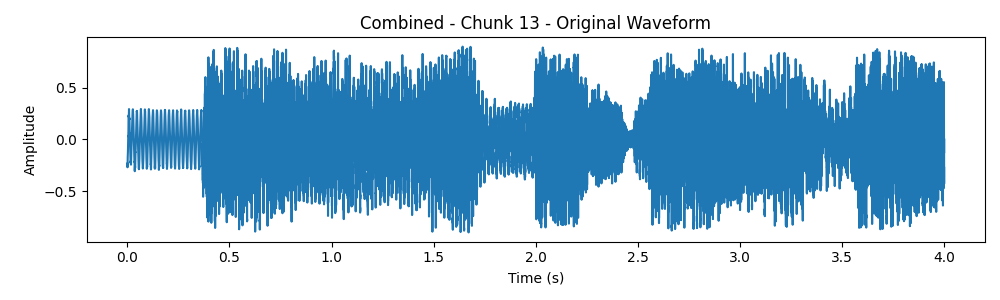 Combined - Chunk 13 - Original Waveform
Amplitude
0.5
0.0
−0.5
0.0 0.5 1.0 1.5 2.0 2.5 3.0 3.5 4.0
Time (s)